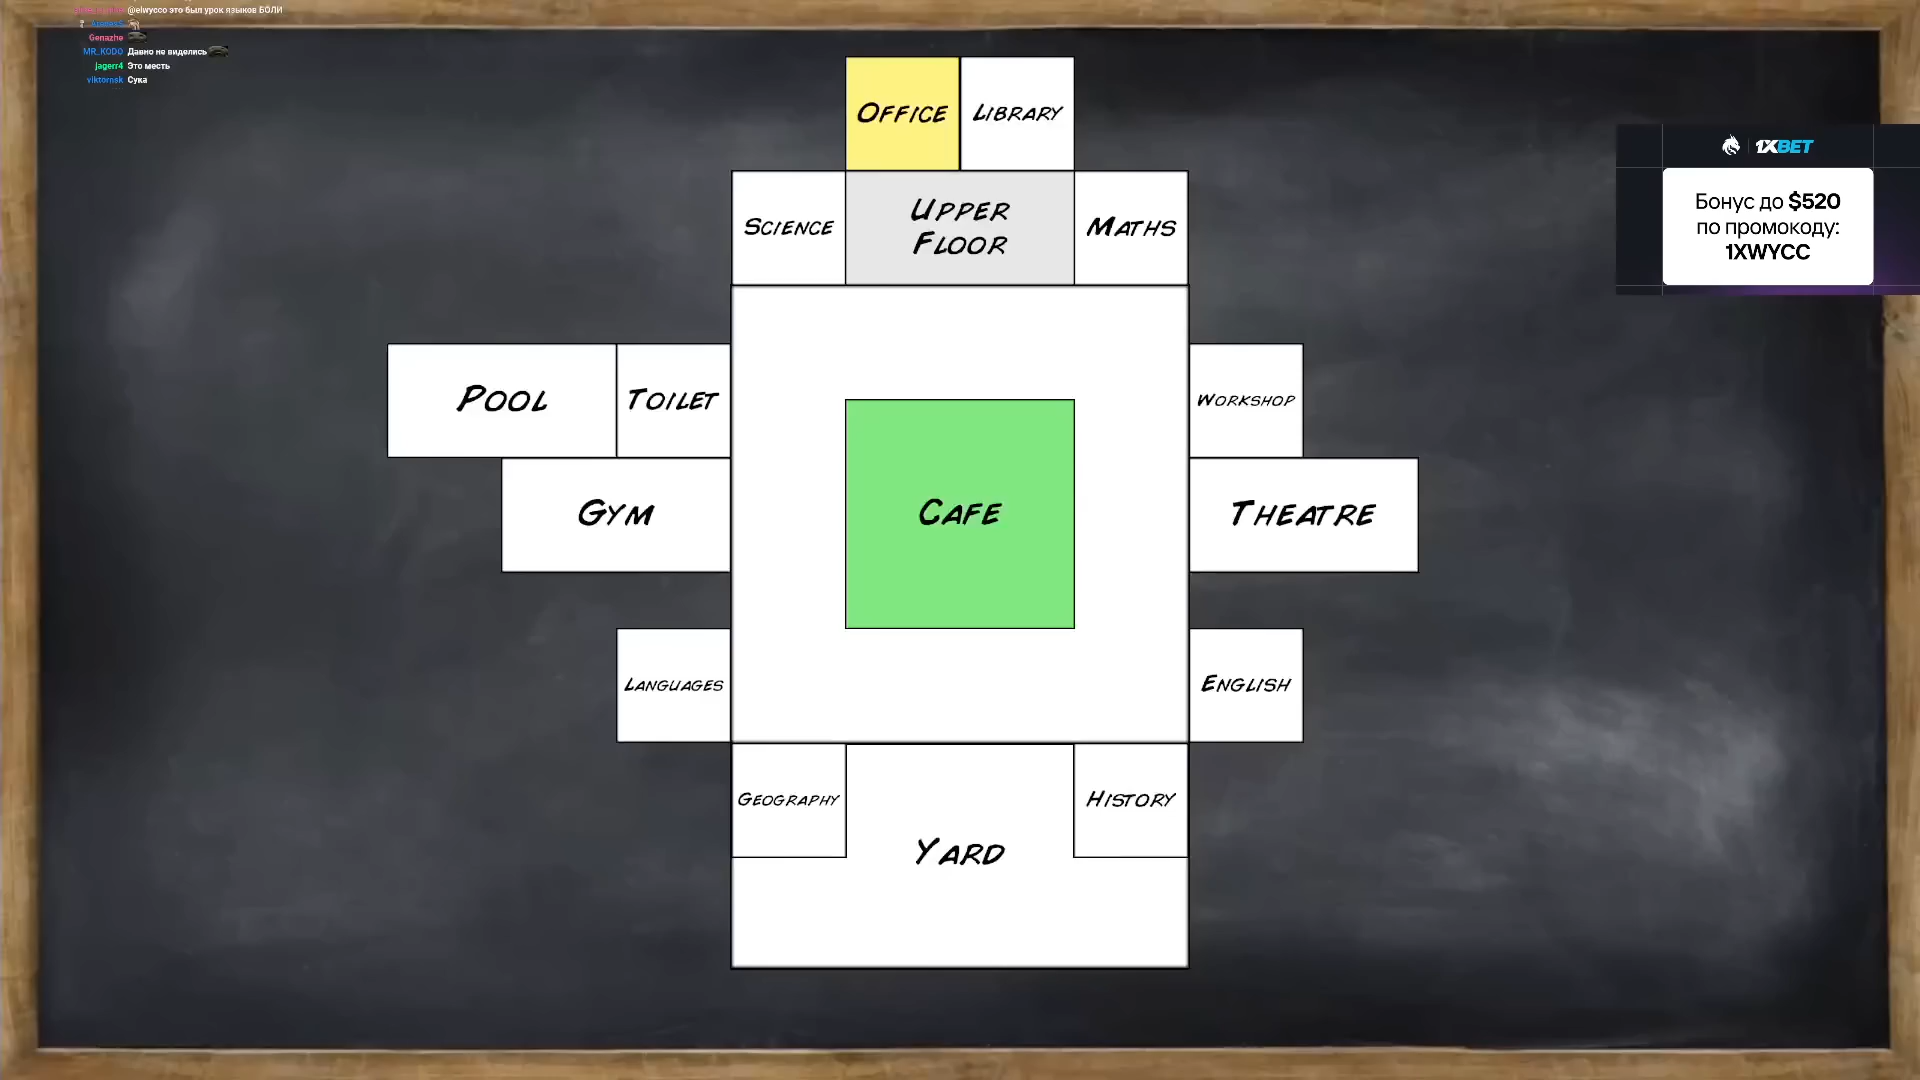 @elwycco это был урок языков БОЛИ
Genazhe
MR_KODO Давно не виделись
jagerr4 Это месть
viktornsk Сука
OFFICE
LIBRARY
SCIENCE
UPPER
FLOOR
MATHS
1XBET
Бонус до $520
по промокоду:
1XWYCC
POOL
TOILET
WORKSHOP
GYM
CAFE
THEATRE
LANGUAGES
ENGLISH
GEOGRAPHY
HISTORY
YARD